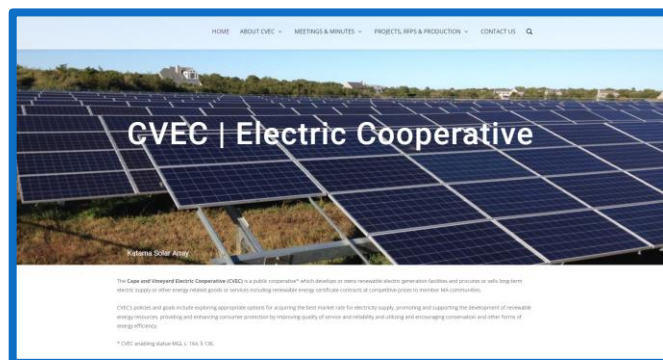 HOME ABOUT CVEC MEETINGS & MINUTES PROJECTS, RFPS & PRODUCTION CONTACT US
CVEC | Electric Cooperative
Katama Solar Array
The Cape and Vineyard Electric Cooperative (CVEC) is a public cooperative* which develops or owns renewable electric generation facilities and procures or sells long-term
electric supply or other energy-related goods or services including renewable energy certificate contracts at competitive prices to member MA communities.
CVEC's policies and goals include exploring appropriate options for acquiring the best market rate for electricity supply, promoting and supporting the development of renewable
energy resources, providing and enhancing consumer protection by improving quality of service and reliability and utilizing and encouraging conservation and other forms of
energy efficiency.
* CVEC enabling statue MGL c. 164, § 136.